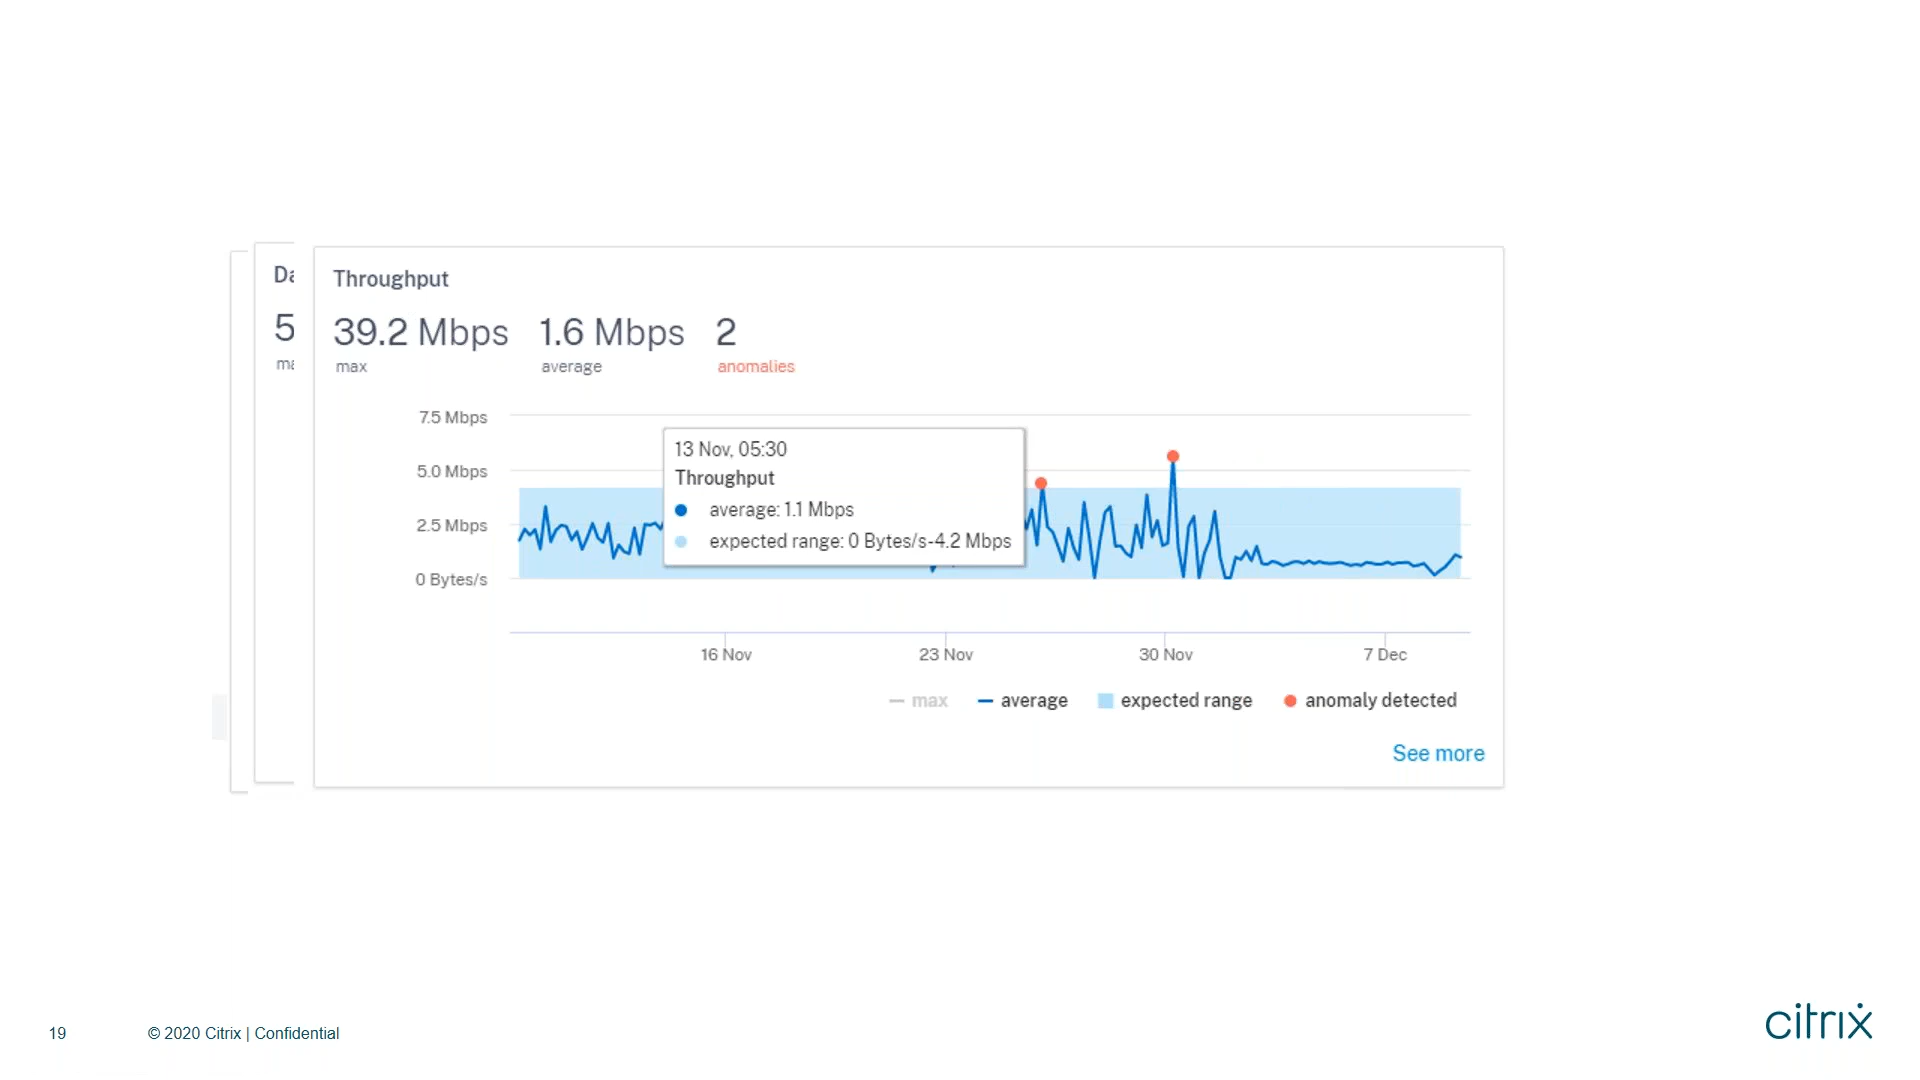 Throughput
39.2 Mbps 1.6 Mbps 2
max average anomalies
7.5 Mbps
5.0 Mbps
2.5 Mbps
0 Bytes/s
13 Nov, 05:30
Throughput
average: 1.1 Mbps
expected range: 0 Bytes/s-4.2 Mbps
16 Nov 23 Nov 30 Nov 7 Dec
max average expected range anomaly detected
See more
19 © 2020 Citrix | Confidential
citrix